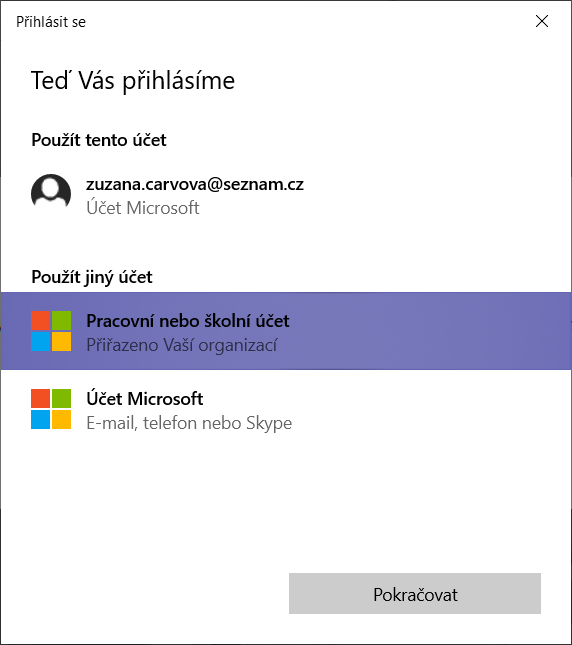 Přihlásit se
Teď Vás přihlásíme
Použít tento účet
zuzana.carvova@seznam.cz
Účet Microsoft
Použít jiný účet
Pracovní nebo školní účet
Přiřazeno Vaší organizací
Účet Microsoft
E-mail, telefon nebo Skype
Pokračovat